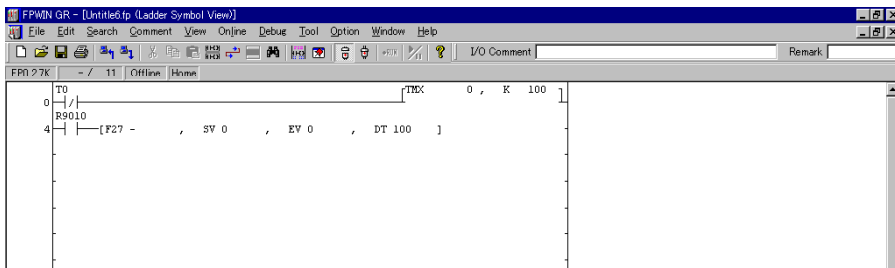 FPWIN GR - [Untitle6.fp (Ladder Symbol View)]
File Edit Search Comment View Online Debug Tool Option Window Help
I/O Comment Remark
FP0 2.7K - / 11 Offline Home
T0 TMX 0 , K 100
0
R9010
4 [F27 - , SV 0 , EV 0 , DT 100 ]